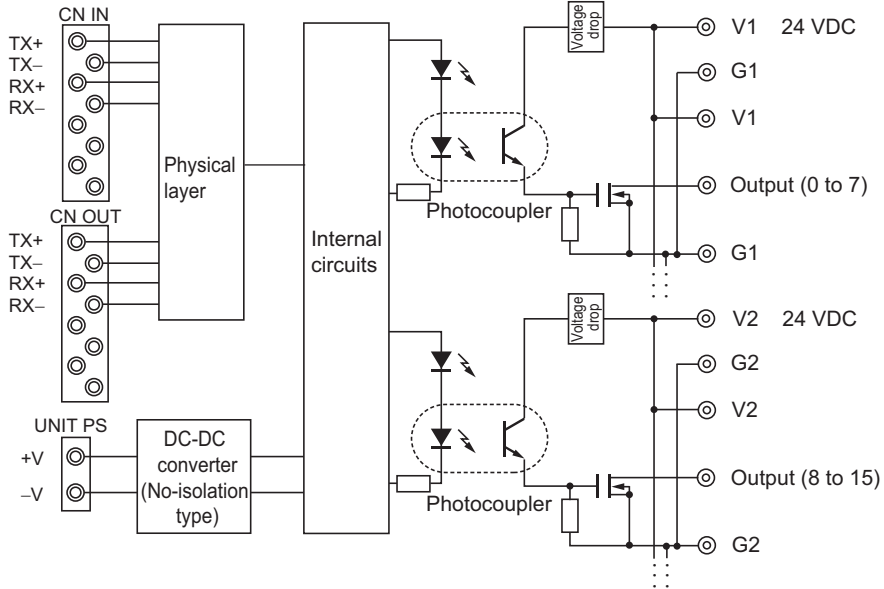 CN IN
TX+
TX−
RX+
RX−
Physical
layer
CN OUT
TX+
TX−
RX+
RX−
UNIT PS
+V
−V
DC-DC
converter
(No-isolation
type)
Internal
circuits
Voltage
drop
V1 24 VDC
G1
V1
Output (0 to 7)
Photocoupler
G1
Voltage
drop
V2 24 VDC
G2
V2
Output (8 to 15)
Photocoupler
G2